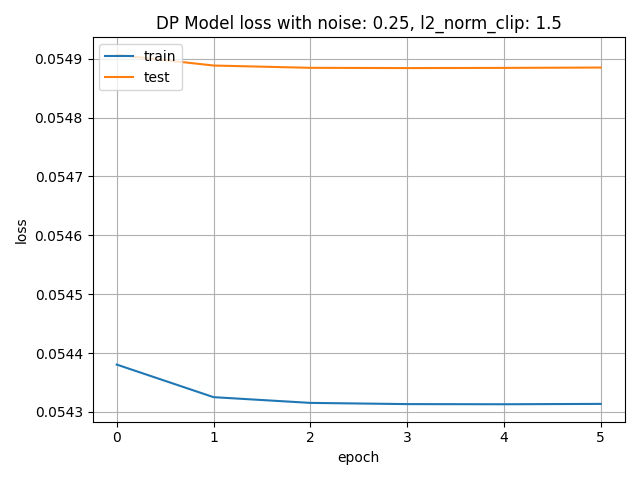 DP Model loss with noise: 0.25, l2_norm_clip: 1.5
train
test
0.0549
0.0548
0.0547
0.0546
0.0545
0.0544
0.0543
loss
0 1 2 3 4 5
epoch